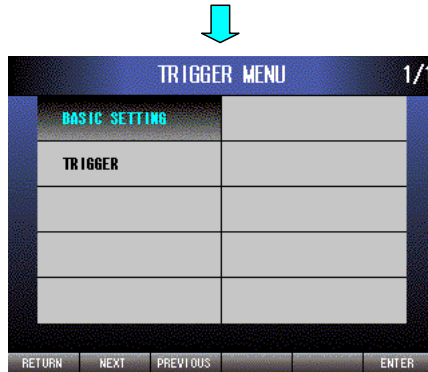 TRIGGER MENU 1/1
BASIC SETTING
TRIGGER
RETURN NEXT PREVIOUS ENTER